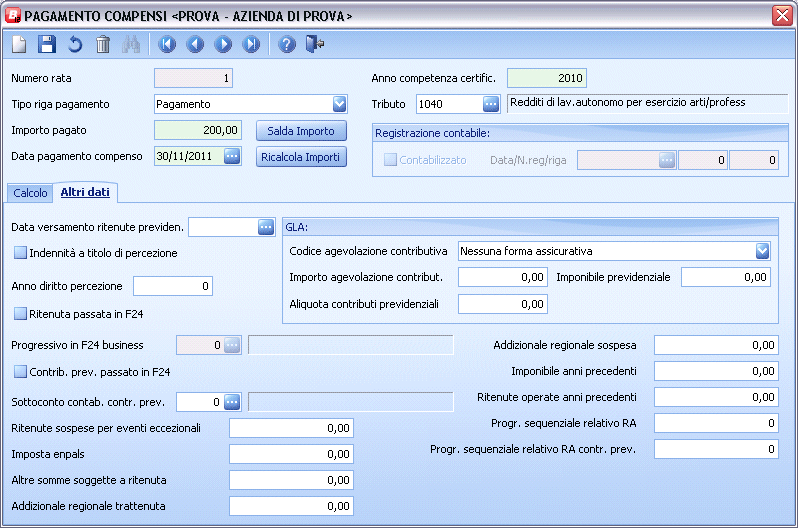 PAGAMENTO COMPENSI <PROVA - AZIENDA DI PROVA>
Numero rata 1 Anno competenza certific. 2010
Tipo riga pagamento Pagamento Tributo 1040 Redditi di lav.autonomo per esercizio arti/profess
Importo pagato 200,00 Salda Importo
Registrazione contabile:
Data pagamento compenso 30/11/2011 Ricalcola Importi
Contabilizzato Data/N.reg/riga 0 0
Calcolo Altri dati
Data versamento ritenute previden.
Indennità a titolo di percezione
Anno diritto percezione 0
Ritenuta passata in F24
GLA:
Codice agevolazione contributiva Nessuna forma assicurativa
Importo agevolazione contribut. 0,00 Imponibile previdenziale 0,00
Aliquota contributi previdenziali 0,00
Progressivo in F24 business 0
Contrib. prev. passato in F24
Sottoconto contab. contr. prev. 0
Ritenute sospese per eventi eccezionali 0,00
Imposta enpals 0,00
Altre somme soggette a ritenuta 0,00
Addizionale regionale trattenuta 0,00
Addizionale regionale sospesa 0,00
Imponibile anni precedenti 0,00
Ritenute operate anni precedenti 0,00
Progr. sequenziale relativo RA 0
Progr. sequenziale relativo RA contr. prev. 0